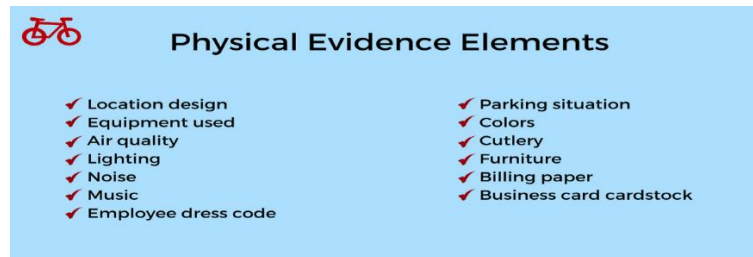 Physical Evidence Elements
Location design
Equipment used
Air quality
Lighting
Noise
Music
Employee dress code
Parking situation
Colors
Cutlery
Furniture
Billing paper
Business card cardstock